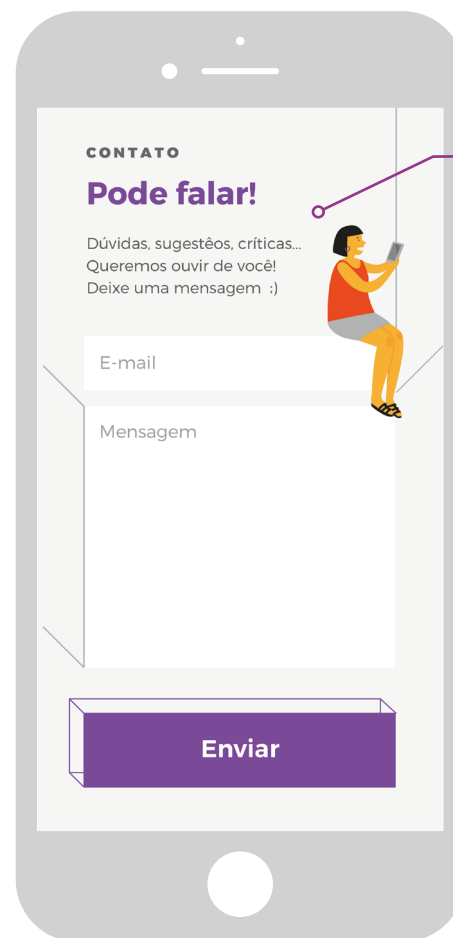 CONTATO
Pode falar!
Dúvidas, sugestêos, críticas...
Queremos ouvir de você!
Deixe uma mensagem :)
E-mail
Mensagem
Enviar